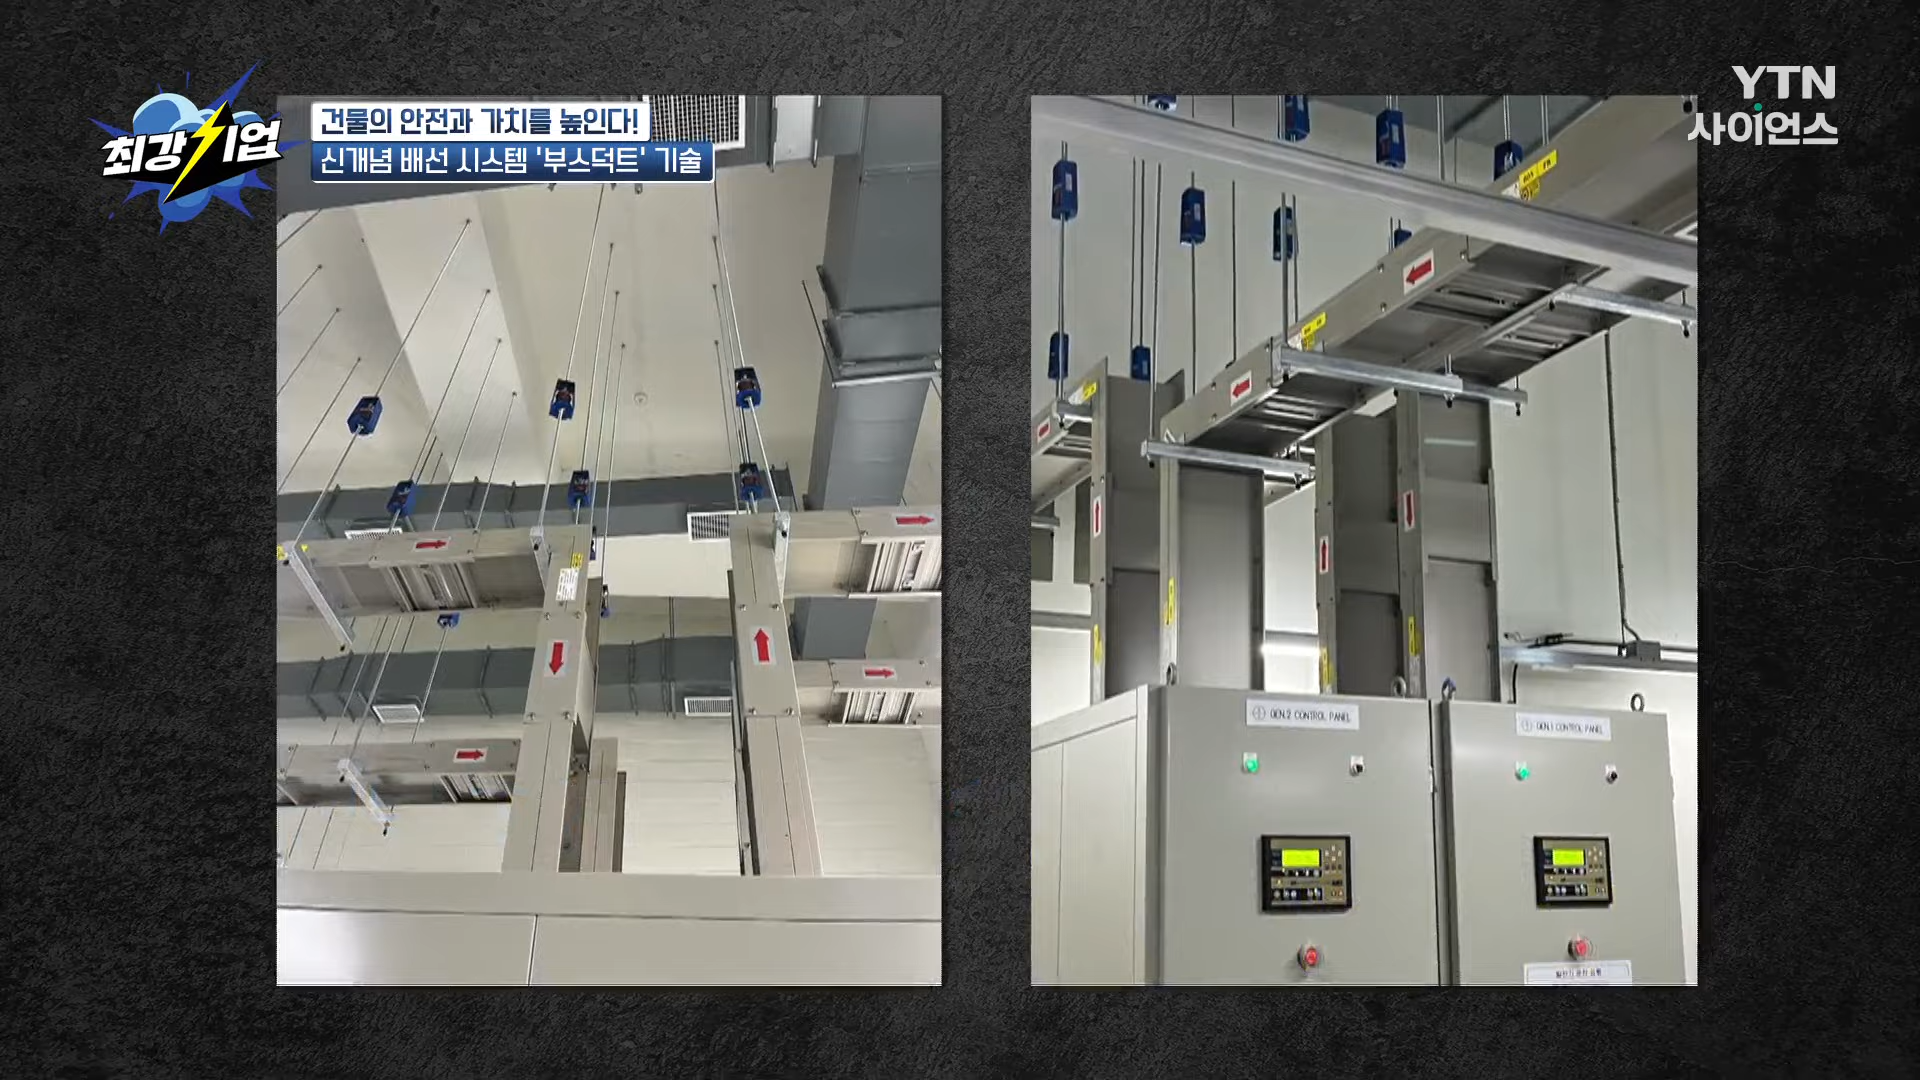 최강기업
건물의 안전과 가치를 높인다!
신개념 배선 시스템 '부스덕트' 기술
YTN
사이언스
GEN.2 CONTROL PANEL
GEN.1 CONTROL PANEL